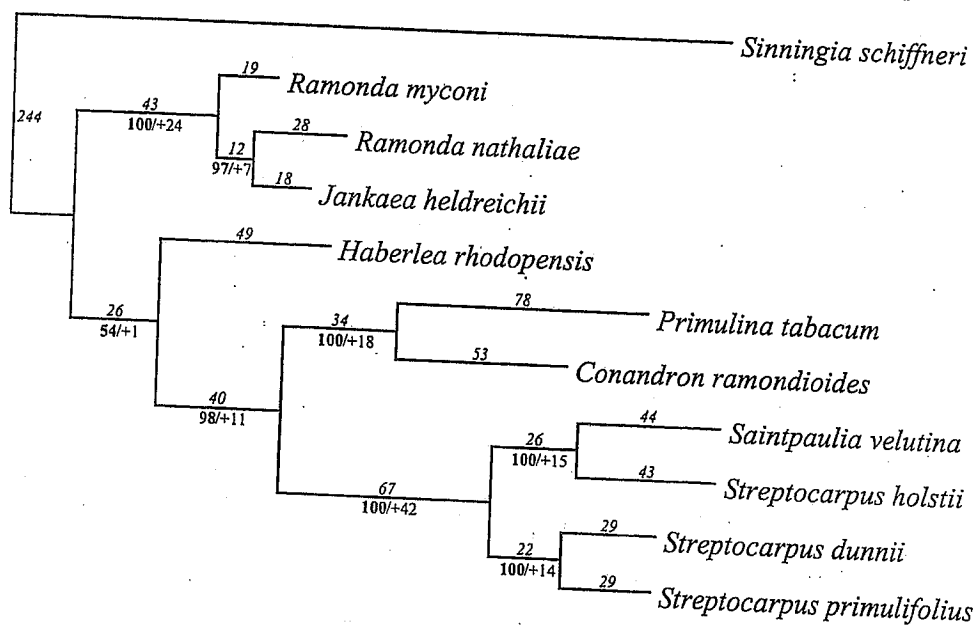 Sinningia schiffneri
19
Ramonda myconi
43
244
100/+24
28
Ramonda nathaliae
12
97/+7
18
Jankaea heldreichii
49
Haberlea rhodopensis
78
Primulina tabacum
26
54/+1
34
100/+18
53
Conandron ramondioides
40
98/+11
44
Saintpaulia velutina
26
100/+15
43
Streptocarpus holstii
67
100/+42
29
Streptocarpus dunnii
22
100/+14
29
Streptocarpus primulifolius